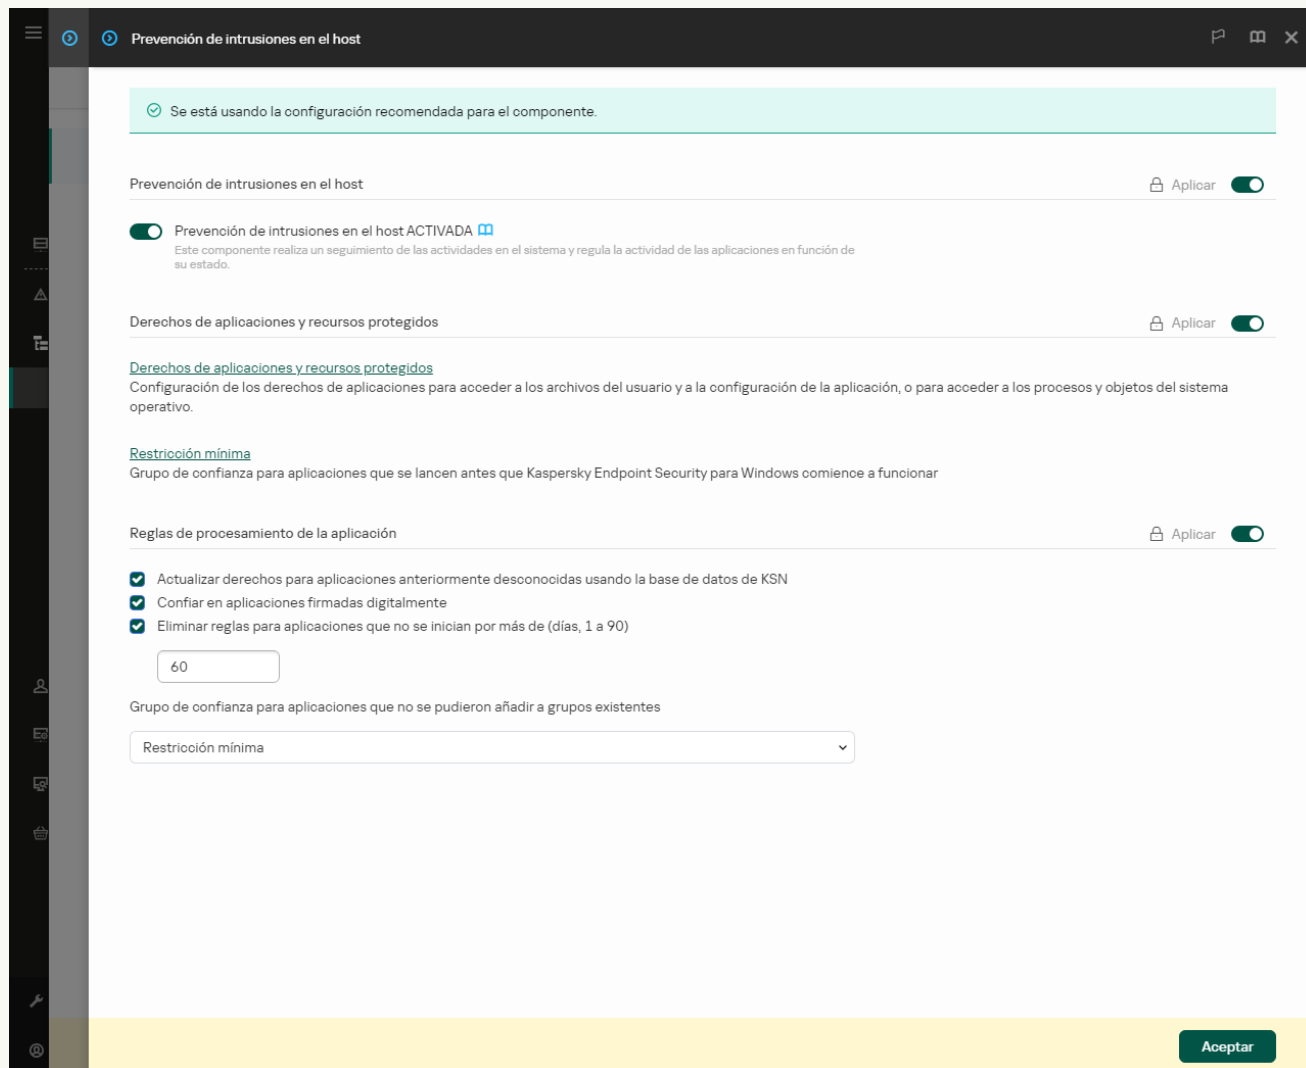 Prevención de intrusiones en el host
Se está usando la configuración recomendada para el componente.
Prevención de intrusiones en el host
Aplicar
Prevención de intrusiones en el host ACTIVADA
Este componente realiza un seguimiento de las actividades en el sistema y regula la actividad de las aplicaciones en función de
su estado.
Derechos de aplicaciones y recursos protegidos
Aplicar
Derechos de aplicaciones y recursos protegidos
Configuración de los derechos de aplicaciones para acceder a los archivos del usuario y a la configuración de la aplicación, o para acceder a los procesos y objetos del sistema
operativo.
Restricción mínima
Grupo de confianza para aplicaciones que se lancen antes que Kaspersky Endpoint Security para Windows comience a funcionar
Reglas de procesamiento de la aplicación
Aplicar
Actualizar derechos para aplicaciones anteriormente desconocidas usando la base de datos de KSN
Confiar en aplicaciones firmadas digitalmente
Eliminar reglas para aplicaciones que no se inician por más de (días, 1 a 90)
60
Grupo de confianza para aplicaciones que no se pudieron añadir a grupos existentes
Restricción mínima
Aceptar